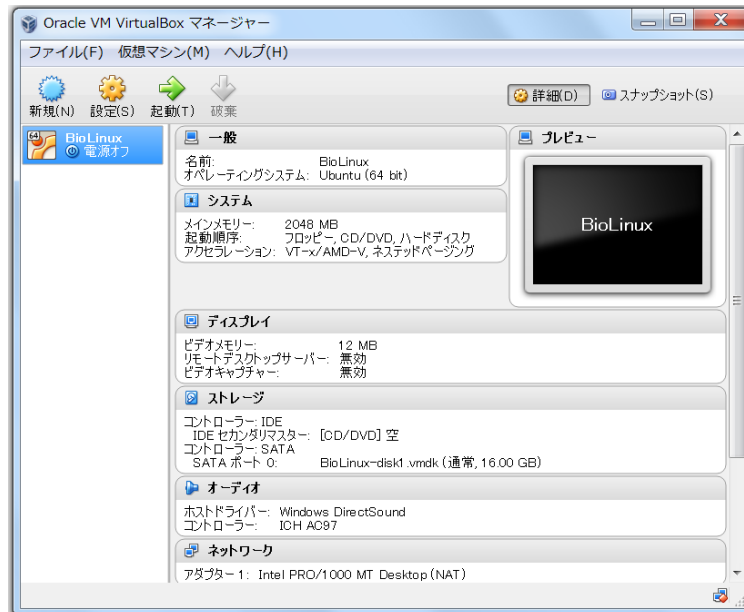 Oracle VM VirtualBox マネージャー
ファイル(F) 仮想マシン(M) ヘルプ(H)
新規(N) 設定(S) 起動(T) 破棄 詳細(D) スナップショット(S)
64 BioLinux
電源オフ
一般
名前: BioLinux
オペレーティングシステム: Ubuntu (64 bit)
システム
メインメモリー: 2048 MB
起動順序: フロッピー, CD/DVD, ハードディスク
アクセラレーション: VT-x/AMD-V, ネステッドページング
プレビュー
BioLinux
ディスプレイ
ビデオメモリー: 12 MB
リモートデスクトップサーバー: 無効
ビデオキャプチャー: 無効
ストレージ
コントローラー: IDE
IDE セカンダリマスター: [CD/DVD] 空
コントローラー: SATA
SATA ポート 0: BioLinux-disk1.vmdk (通常, 16.00 GB)
オーディオ
ホストドライバー: Windows DirectSound
コントローラー: ICH AC97
ネットワーク
アダプター 1: Intel PRO/1000 MT Desktop (NAT)